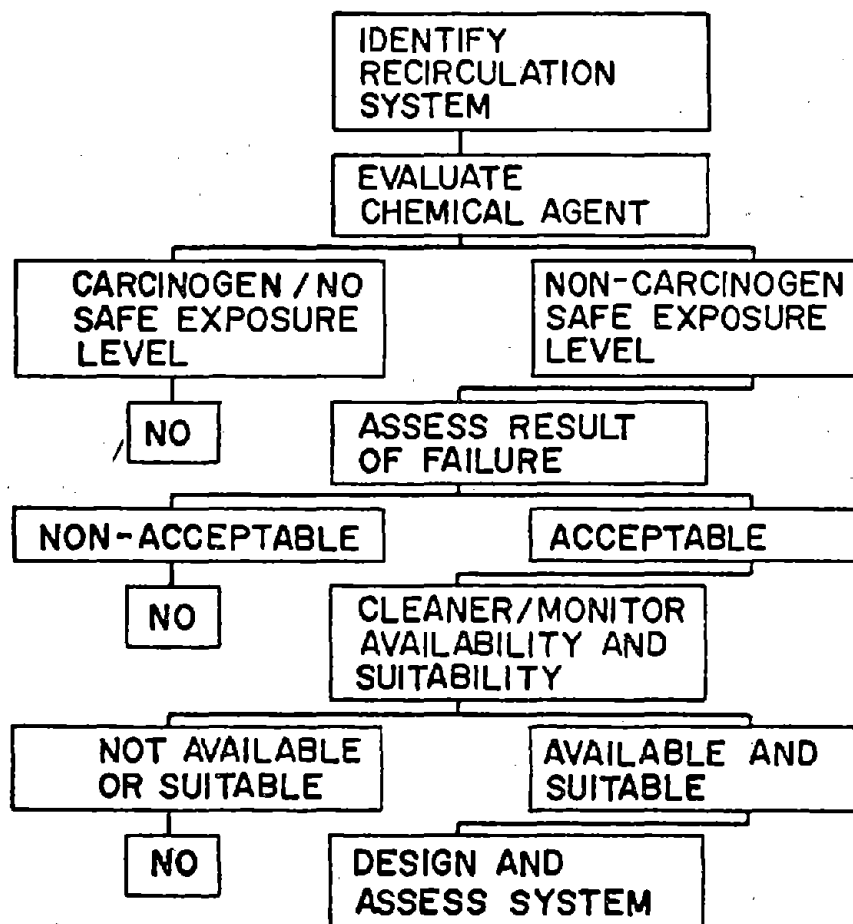 IDENTIFY
RECIRCULATION
SYSTEM
EVALUATE
CHEMICAL AGENT
CARCINOGEN / NO
SAFE EXPOSURE
LEVEL
NON-CARCINOGEN
SAFE EXPOSURE
LEVEL
NO
ASSESS RESULT
OF FAILURE
NON-ACCEPTABLE
ACCEPTABLE
NO
CLEANER/MONITOR
AVAILABILITY AND
SUITABILITY
NOT AVAILABLE
OR SUITABLE
AVAILABLE AND
SUITABLE
NO
DESIGN AND
ASSESS SYSTEM